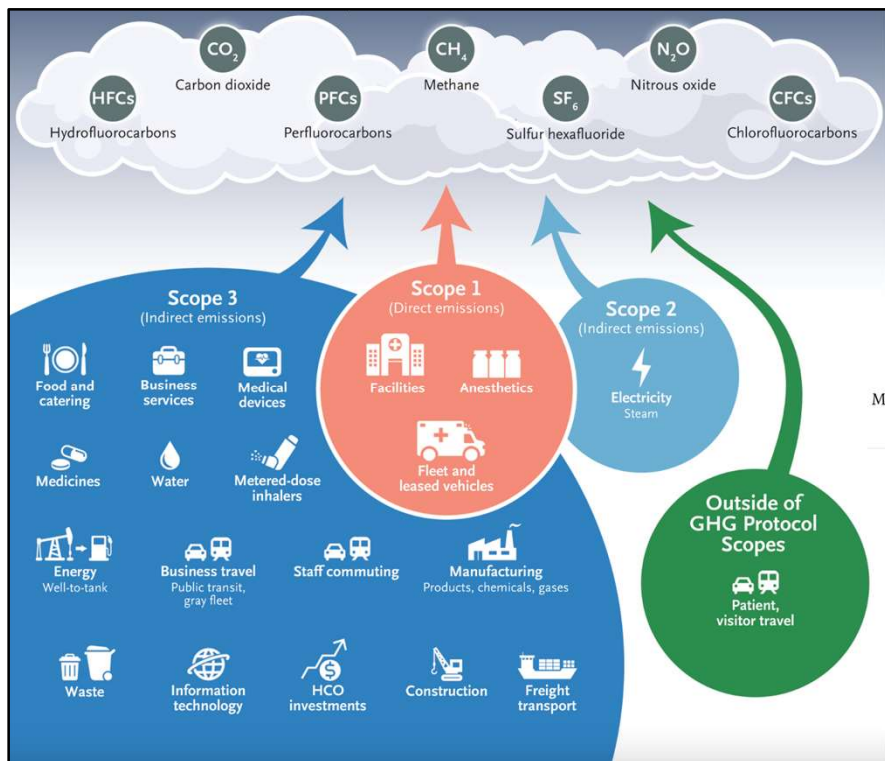 CO2
Carbon dioxide
CH4
Methane
N2O
Nitrous oxide
HFCs
Hydrofluorocarbons
PFCs
Perfluorocarbons
SF6
Sulfur hexafluoride
CFCs
Chlorofluorocarbons
Scope 3
(Indirect emissions)
Food and
catering
Business
services
Medical
devices
Medicines
Water
Metered-dose
inhalers
Energy
Well-to-tank
Business travel
Public transit,
gray fleet
Staff commuting
Manufacturing
Products, chemicals, gases
Waste
Information
technology
HCO
investments
Construction
Freight
transport
Scope 1
(Direct emissions)
Facilities
Anesthetics
Fleet and
leased vehicles
Scope 2
(Indirect emissions)
Electricity
Steam
Outside of
GHG Protocol
Scopes
Patient,
visitor travel
M